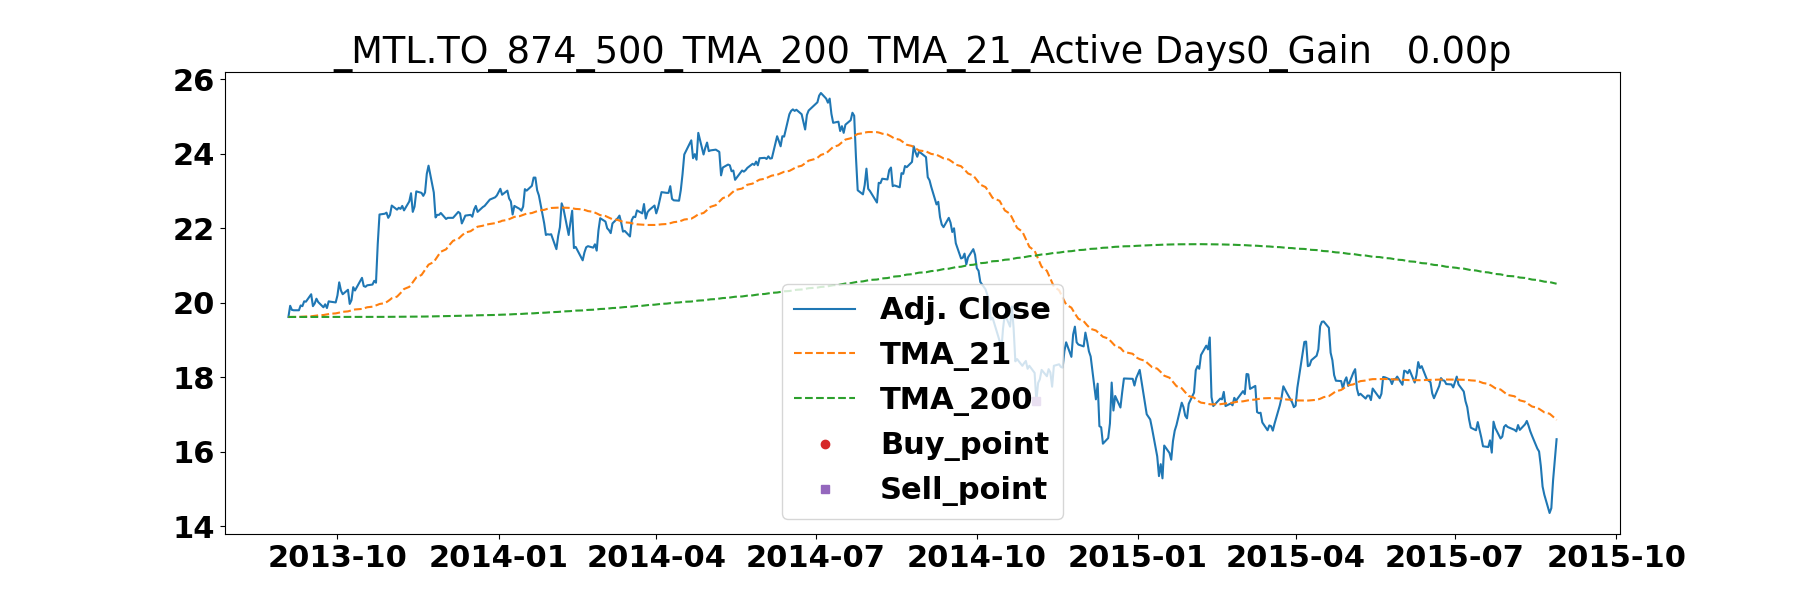 _MTL.TO_874_500_TMA_200_TMA_21_Active Days0_Gain   0.00p
26
24
22
20
18
16
14
Adj. Close
TMA_21
TMA_200
Buy_point
Sell_point
2013-10 2014-01 2014-04 2014-07 2014-10 2015-01 2015-04 2015-07 2015-10